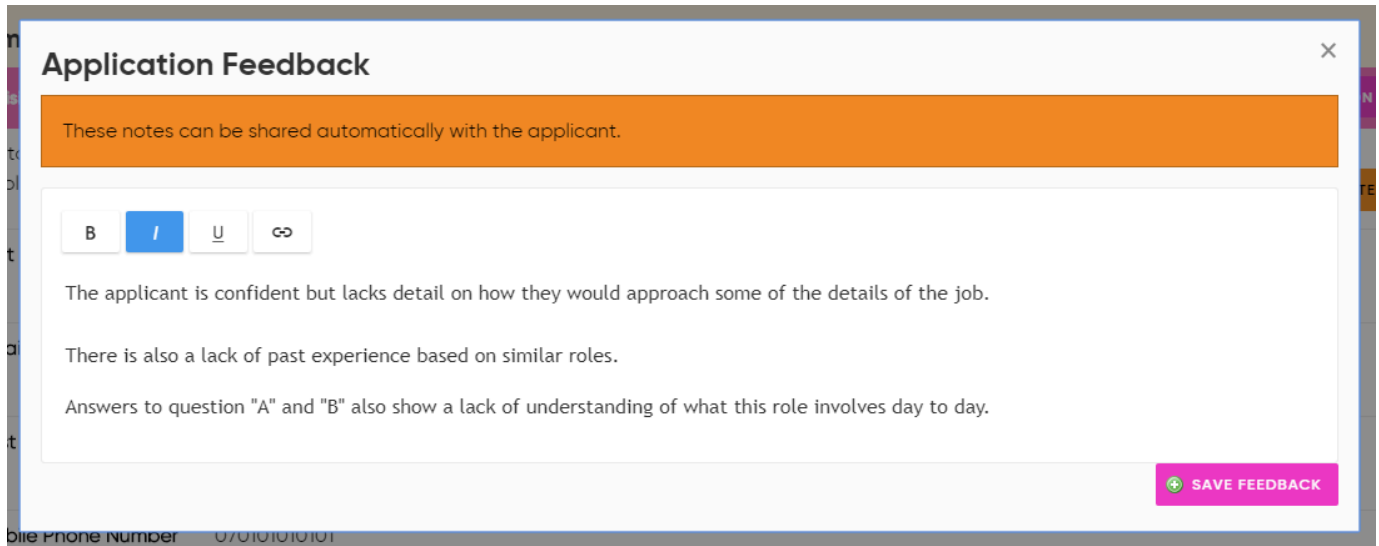 Application Feedback
×
These notes can be shared automatically with the applicant.
B I U
The applicant is confident but lacks detail on how they would approach some of the details of the job.
There is also a lack of past experience based on similar roles.
Answers to question "A" and "B" also show a lack of understanding of what this role involves day to day.
SAVE FEEDBACK
Phone Number 070101010101